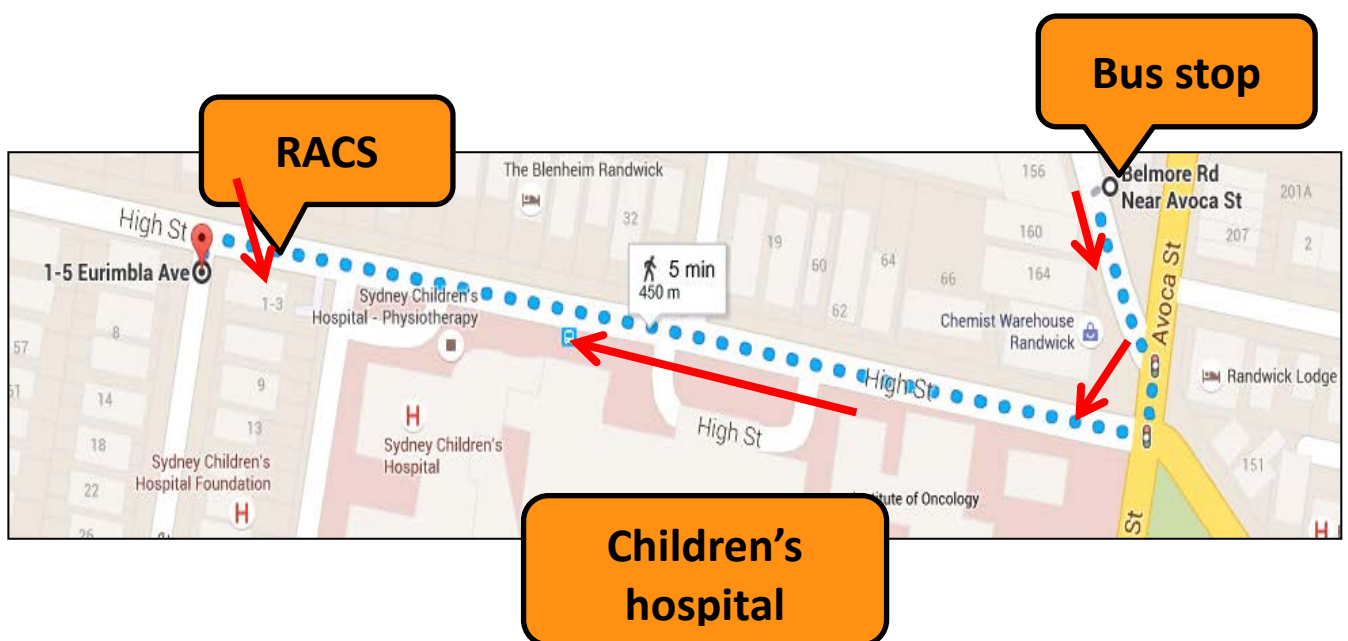 Bus stop
RACS
The Blenheim Randwick
156
Belmore Rd
Near Avoca St
201A
32
High St
160
207
2
19
1-5 Eurimbla Ave
5 min
450 m
60
64
164
Avoca St
66
1-3
Sydney Children's
Hospital - Physiotherapy
62
Chemist Warehouse
Randwick
8
57
High St
Randwick Lodge
9
14
H
High St
13
18
Sydney Children's
Hospital
Sydney Children's
Hospital Foundation
151
22
H
titute of Oncology
St
H
26
Children's
hospital